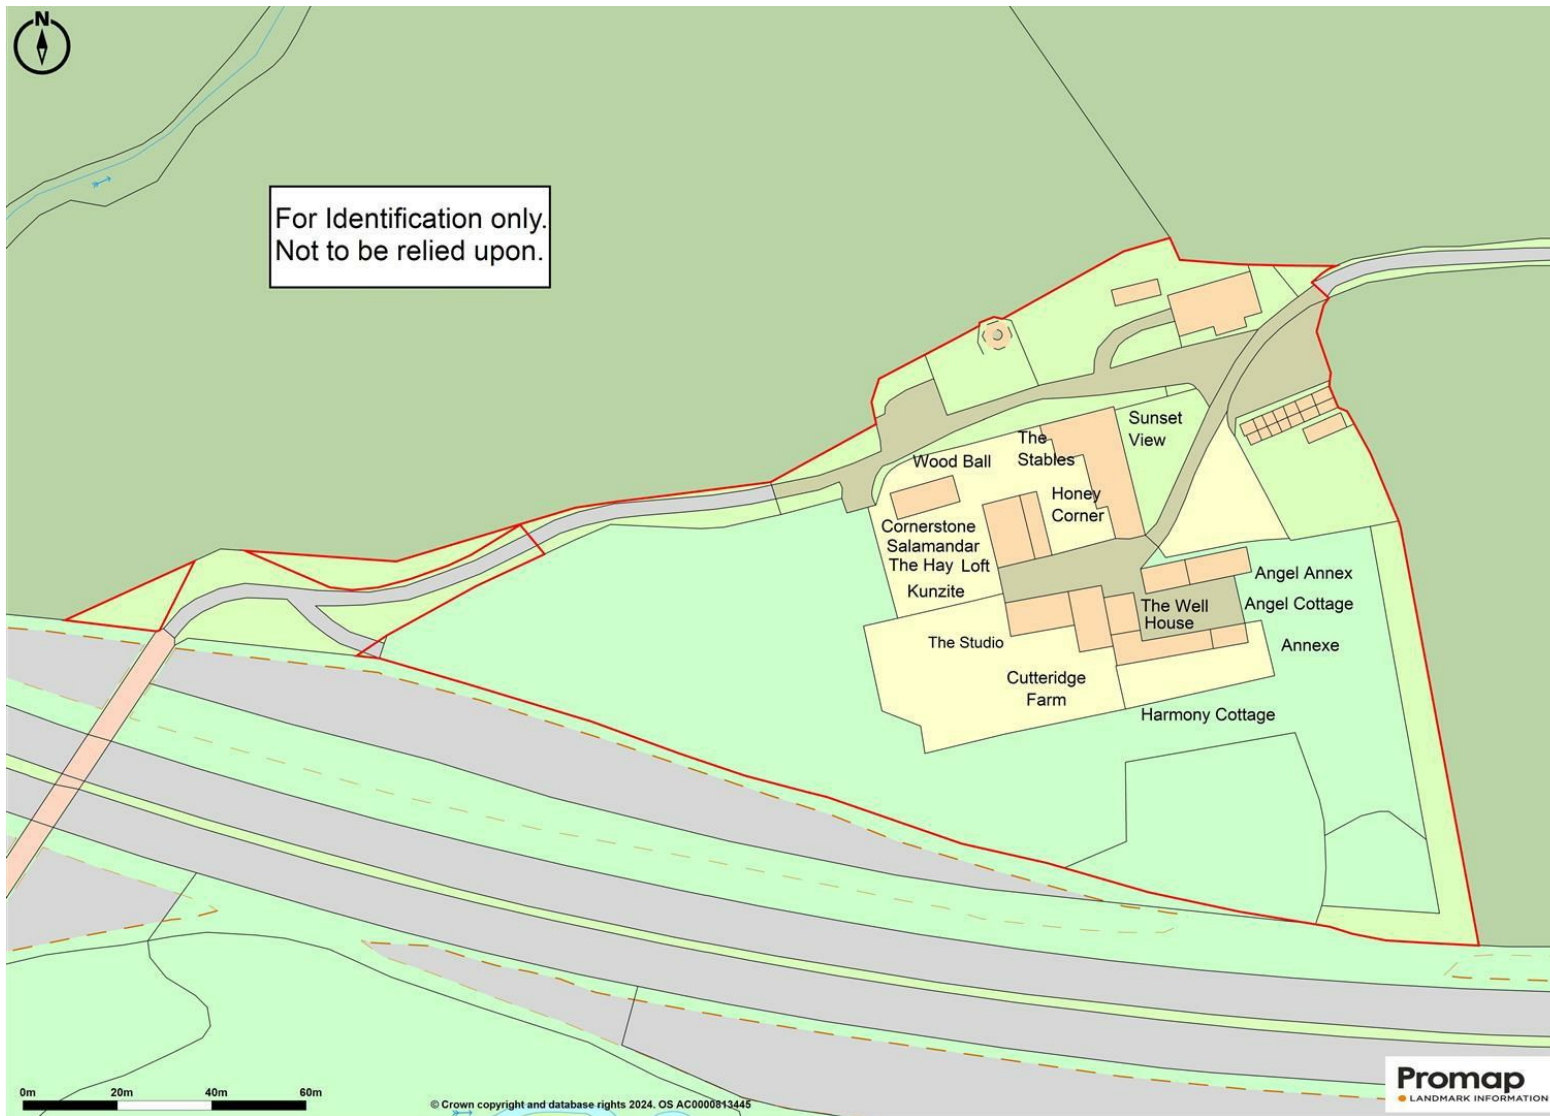 N
For Identification only.
Not to be relied upon.
Sunset
View
The
Stables
Wood Ball
Honey
Corner
Cornerstone
Salamandar
The Hay Loft
Kunzite
Angel Annex
The Well
House
Angel Cottage
The Studio
Annexe
Cutteridge
Farm
Harmony Cottage
0m 20m 40m 60m
© Crown copyright and database rights 2024. OS AC0000813445
Promap
LANDMARK INFORMATION